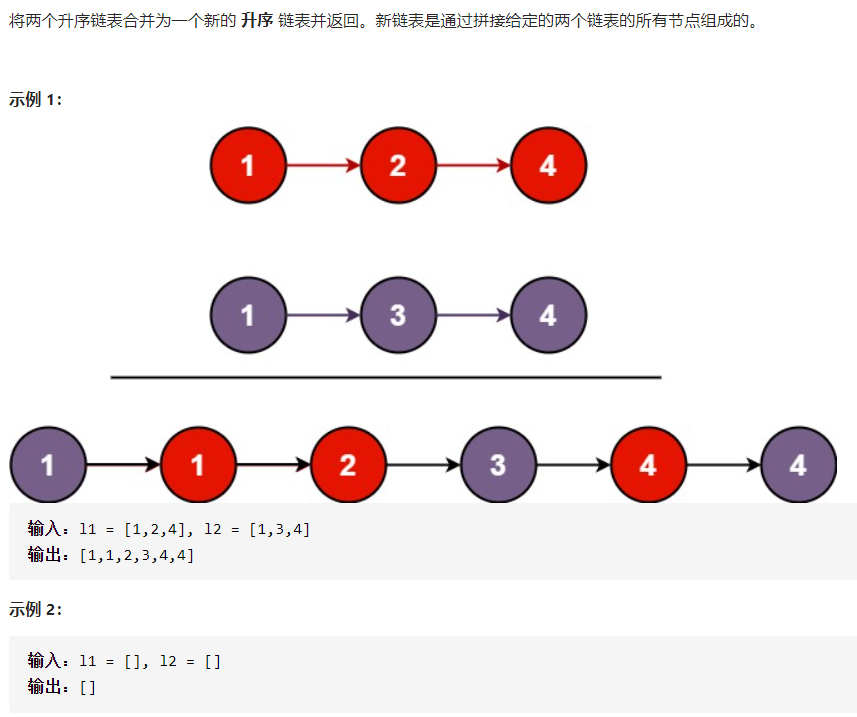 将两个升序链表合并为一个新的 升序 链表并返回。新链表是通过拼接给定的两个链表的所有节点组成的。
示例 1：
1 2 4
1 3 4
1 1 2 3 4 4
输入：l1 = [1,2,4], l2 = [1,3,4]
输出：[1,1,2,3,4,4]
示例 2：
输入：l1 = [], l2 = []
输出：[]